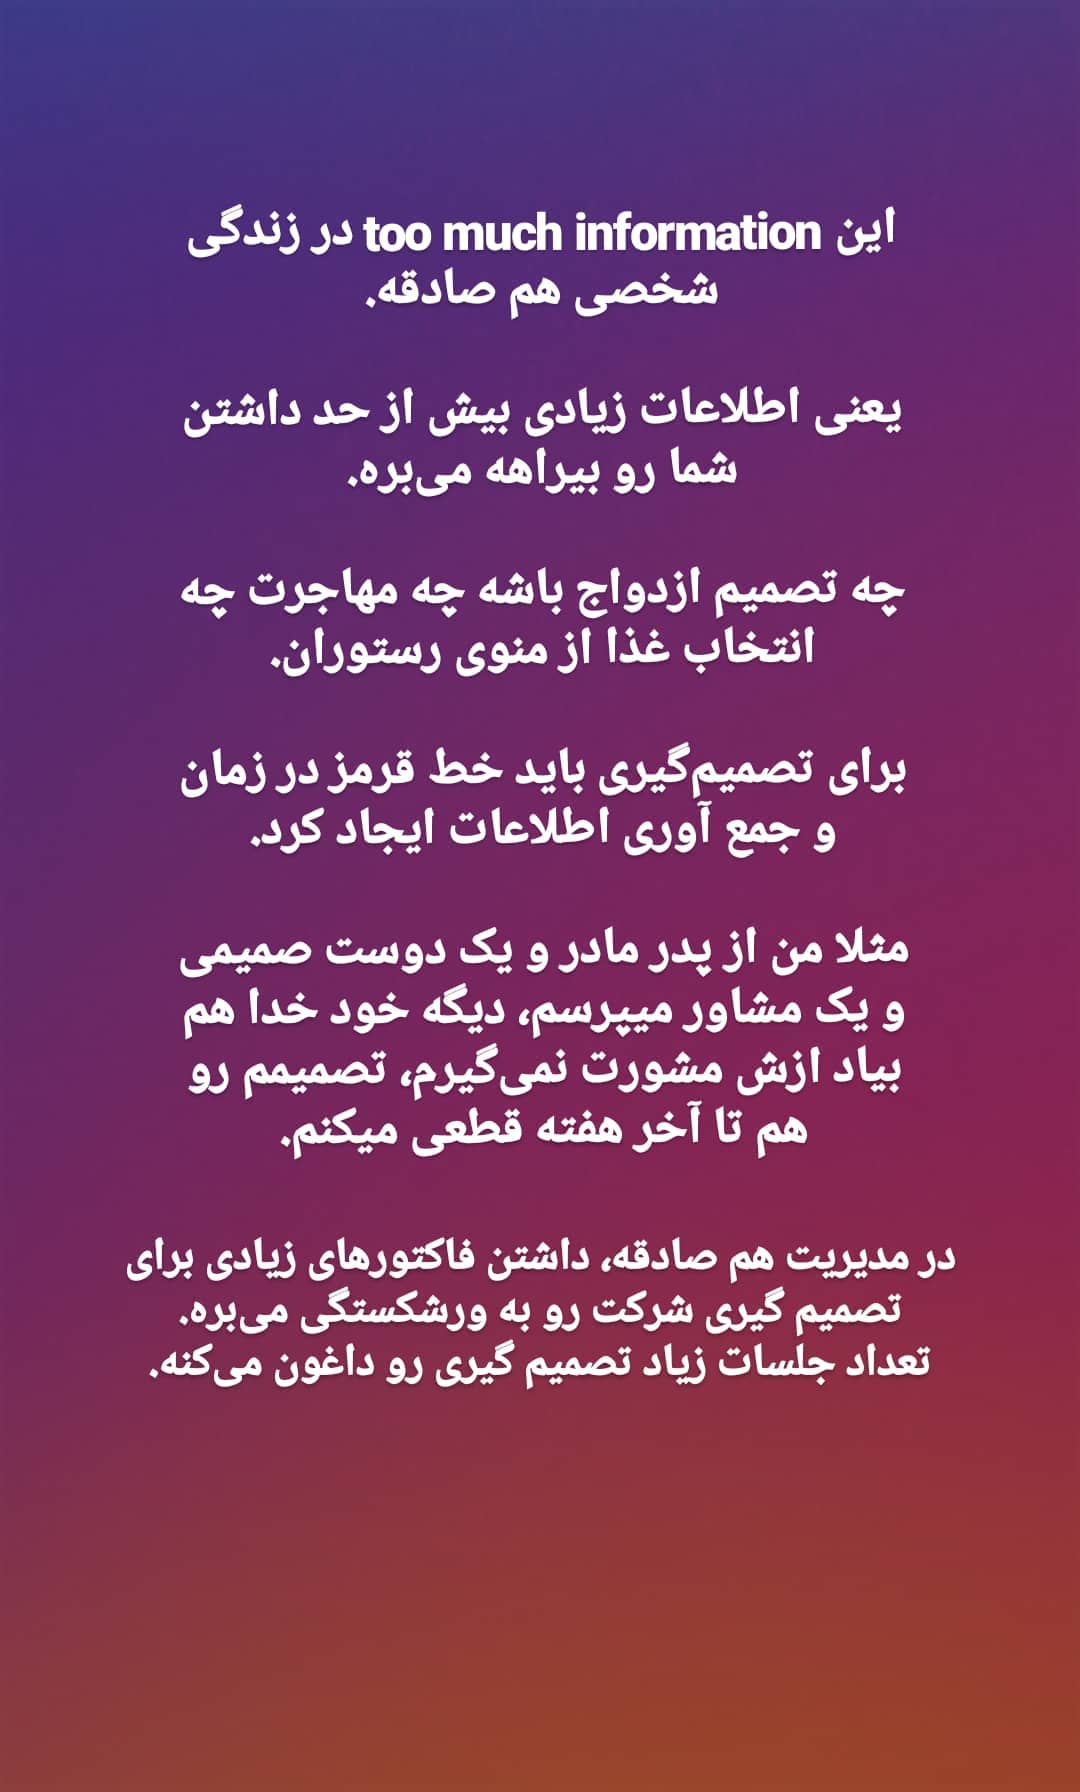 این too much information در زندگی
شخصی هم صادقه.
یعنی اطلاعات زیادی بیش از حد داشتن
شما رو بیراهه می‌بره.
چه تصمیم ازدواج باشه چه مهاجرت چه
انتخاب غذا از منوی رستوران.
برای تصمیم‌گیری باید خط قرمز در زمان
و جمع آوری اطلاعات ایجاد کرد.
مثلا من از پدر مادر و یک دوست صمیمی
و یک مشاور میپرسم، دیگه خود خدا هم
بیاد ازش مشورت نمی‌گیرم، تصمیمم رو
هم تا آخر هفته قطعی میکنم.
در مدیریت هم صادقه، داشتن فاکتورهای زیادی برای
تصمیم گیری شرکت رو به ورشکستگی می‌بره.
تعداد جلسات زیاد تصمیم گیری رو داغون می‌کنه.